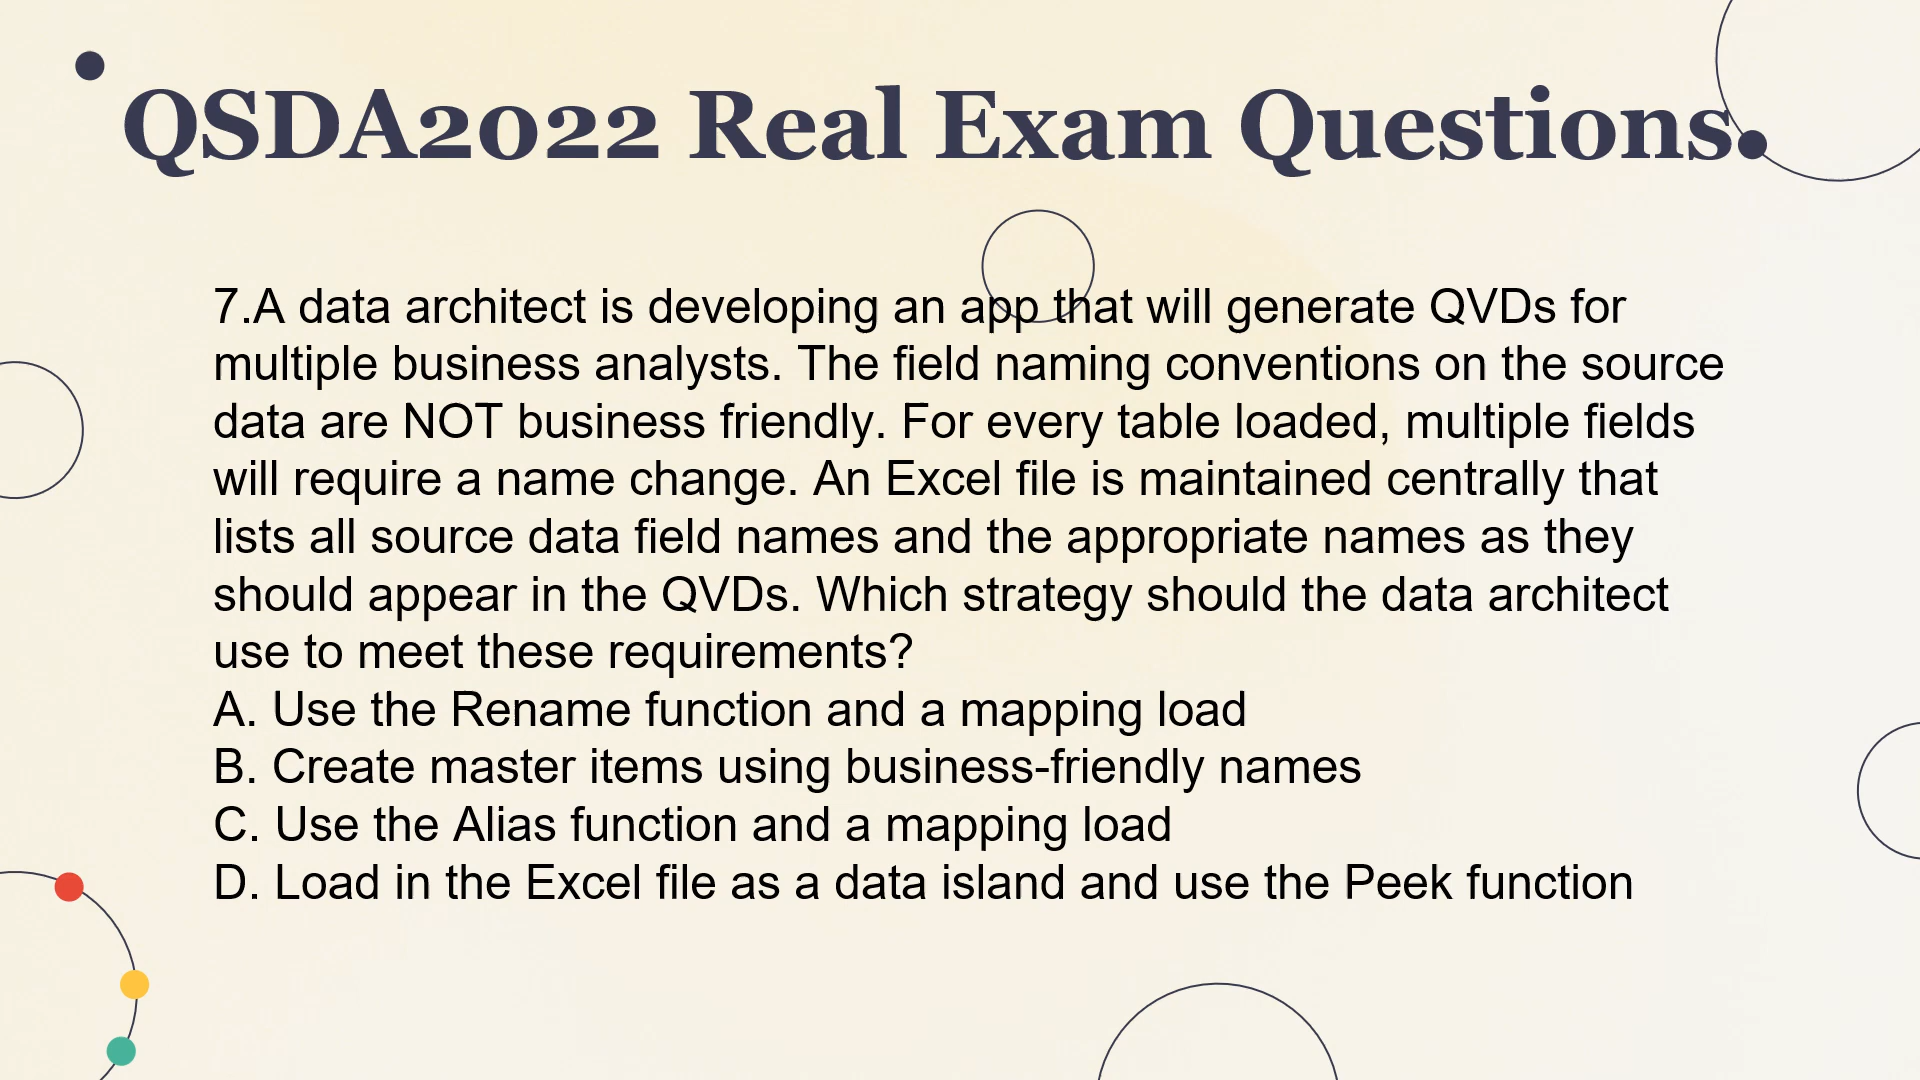 QSDA2022 Real Exam Questions.
7.A data architect is developing an app that will generate QVDs for
multiple business analysts. The field naming conventions on the source
data are NOT business friendly. For every table loaded, multiple fields
will require a name change. An Excel file is maintained centrally that
lists all source data field names and the appropriate names as they
should appear in the QVDs. Which strategy should the data architect
use to meet these requirements?
A. Use the Rename function and a mapping load
B. Create master items using business-friendly names
C. Use the Alias function and a mapping load
D. Load in the Excel file as a data island and use the Peek function